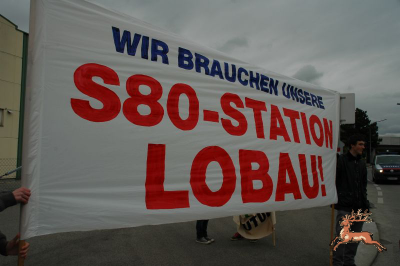 WIR BRAUCHEN UNSERE
S80-STATION
LOBAU!